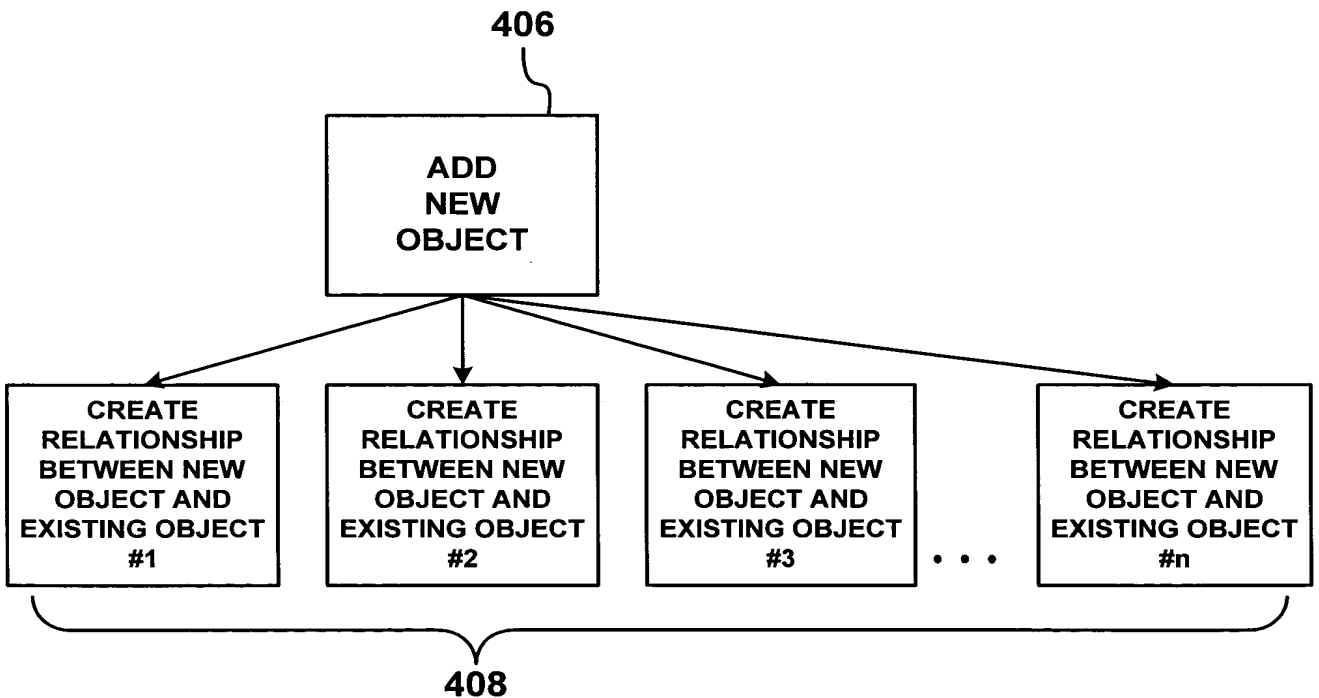 406
ADD
NEW
OBJECT
CREATE
RELATIONSHIP
BETWEEN NEW
OBJECT AND
EXISTING OBJECT
#1
CREATE
RELATIONSHIP
BETWEEN NEW
OBJECT AND
EXISTING OBJECT
#2
CREATE
RELATIONSHIP
BETWEEN NEW
OBJECT AND
EXISTING OBJECT
#3
. . .
CREATE
RELATIONSHIP
BETWEEN NEW
OBJECT AND
EXISTING OBJECT
#n
408